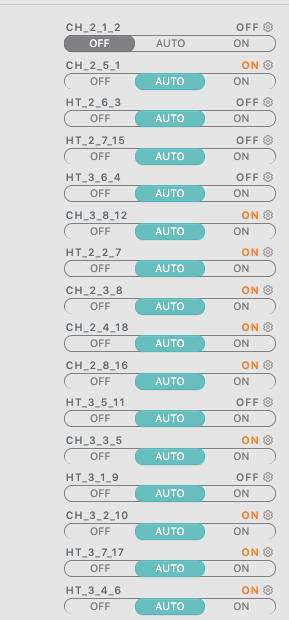 CH_2_1_2 OFF
OFF AUTO ON
CH_2_5_1 ON
OFF AUTO ON
HT_2_6_3 OFF
OFF AUTO ON
HT_2_7_15 OFF
OFF AUTO ON
HT_3_6_4 OFF
OFF AUTO ON
CH_3_8_12 ON
OFF AUTO ON
HT_2_2_7 ON
OFF AUTO ON
CH_2_3_8 ON
OFF AUTO ON
CH_2_4_18 ON
OFF AUTO ON
CH_2_8_16 ON
OFF AUTO ON
HT_3_5_11 OFF
OFF AUTO ON
CH_3_3_5 ON
OFF AUTO ON
HT_3_1_9 OFF
OFF AUTO ON
CH_3_2_10 ON
OFF AUTO ON
HT_3_7_17 ON
OFF AUTO ON
HT_3_4_6 ON
OFF AUTO ON